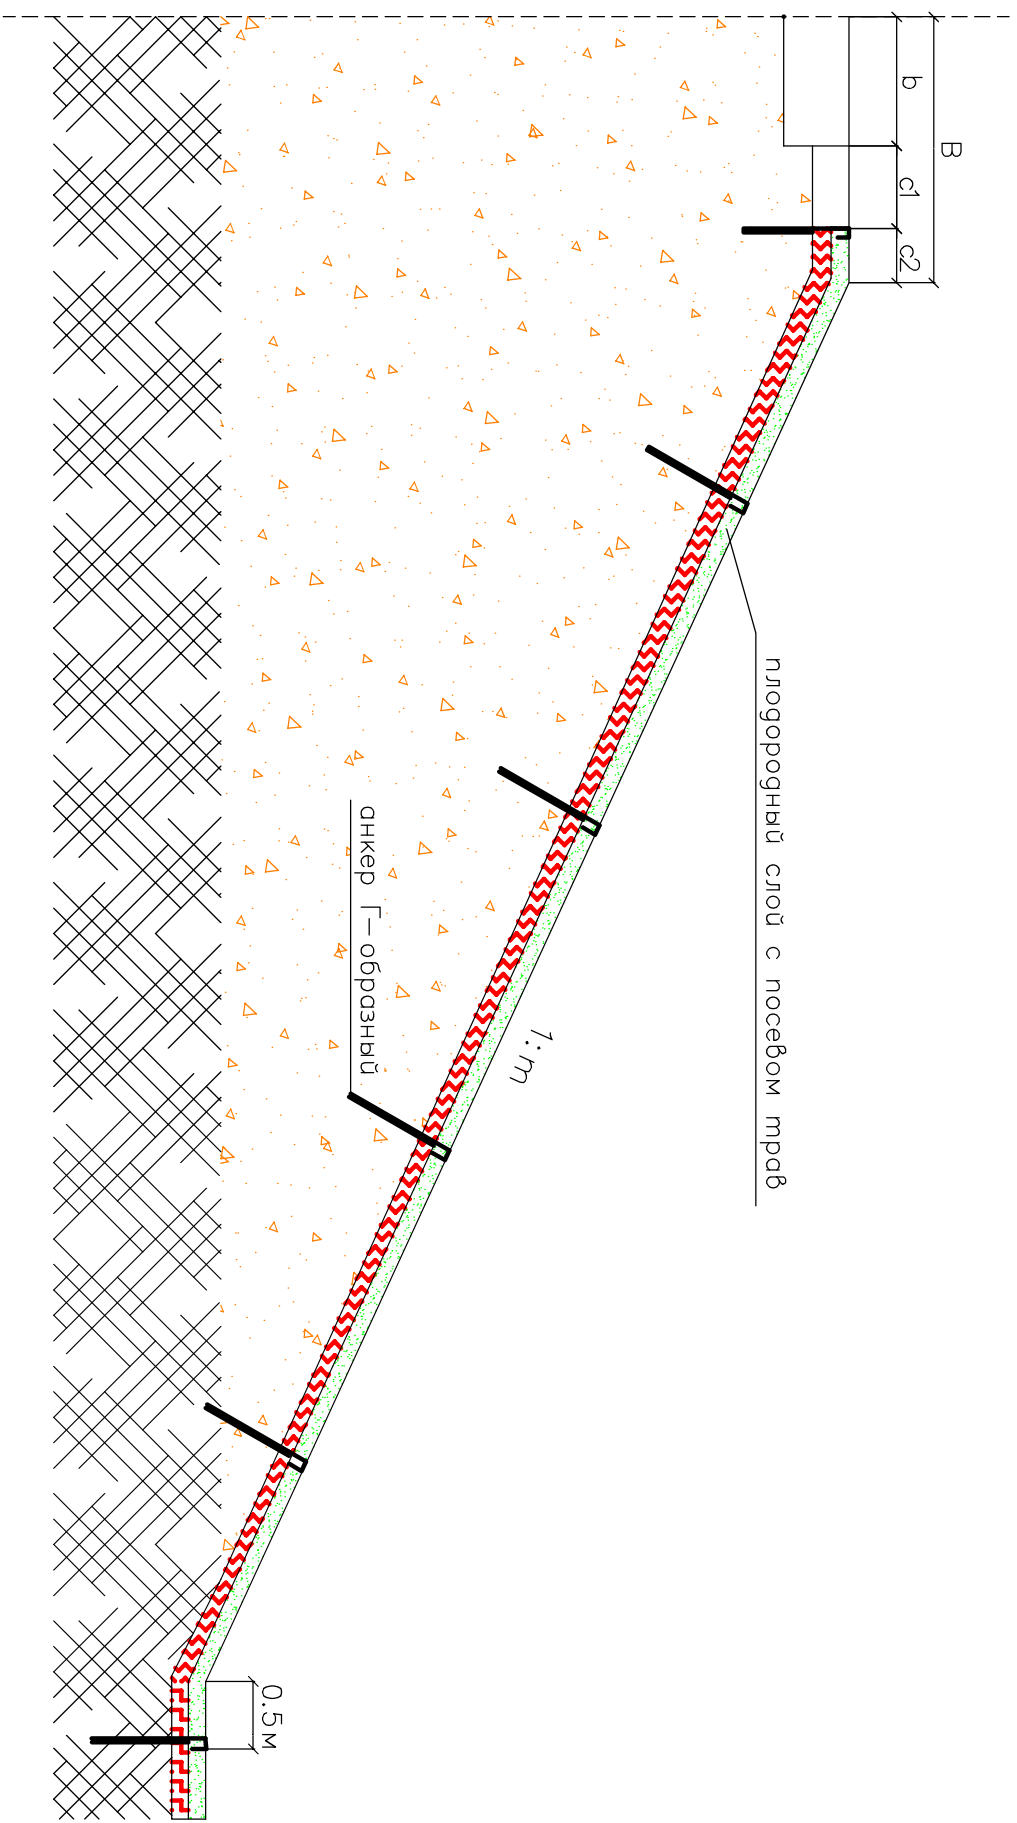 B
b
c1
c2
плодородный слой с посевом трав
1:m
анкер Г-образный
0.5м